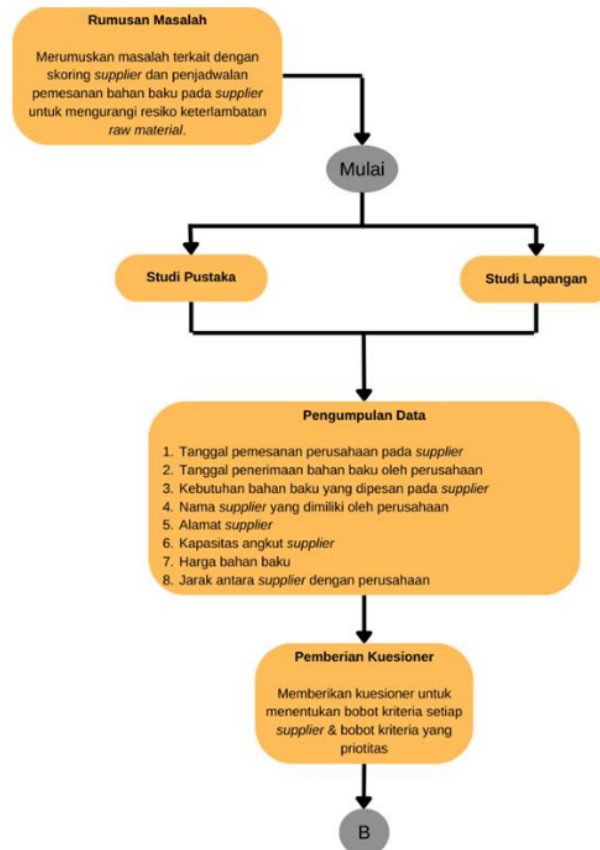 Rumusan Masalah
Merumuskan masalah terkait dengan
skoring supplier dan penjadwalan
pemesanan bahan baku pada supplier
untuk mengurangi resiko keterlambatan
raw material.
Mulai
Studi Pustaka
Studi Lapangan
Pengumpulan Data
1. Tanggal pemesanan perusahaan pada supplier
2. Tanggal penerimaan bahan baku oleh perusahaan
3. Kebutuhan bahan baku yang dipesan pada supplier
4. Nama supplier yang dimiliki oleh perusahaan
5. Alamat supplier
6. Kapasitas angkut supplier
7. Harga bahan baku
8. Jarak antara supplier dengan perusahaan
Pemberian Kuesioner
Memberikan kuesioner untuk
menentukan bobot kriteria setiap
supplier & bobot kriteria yang
priotitas
B